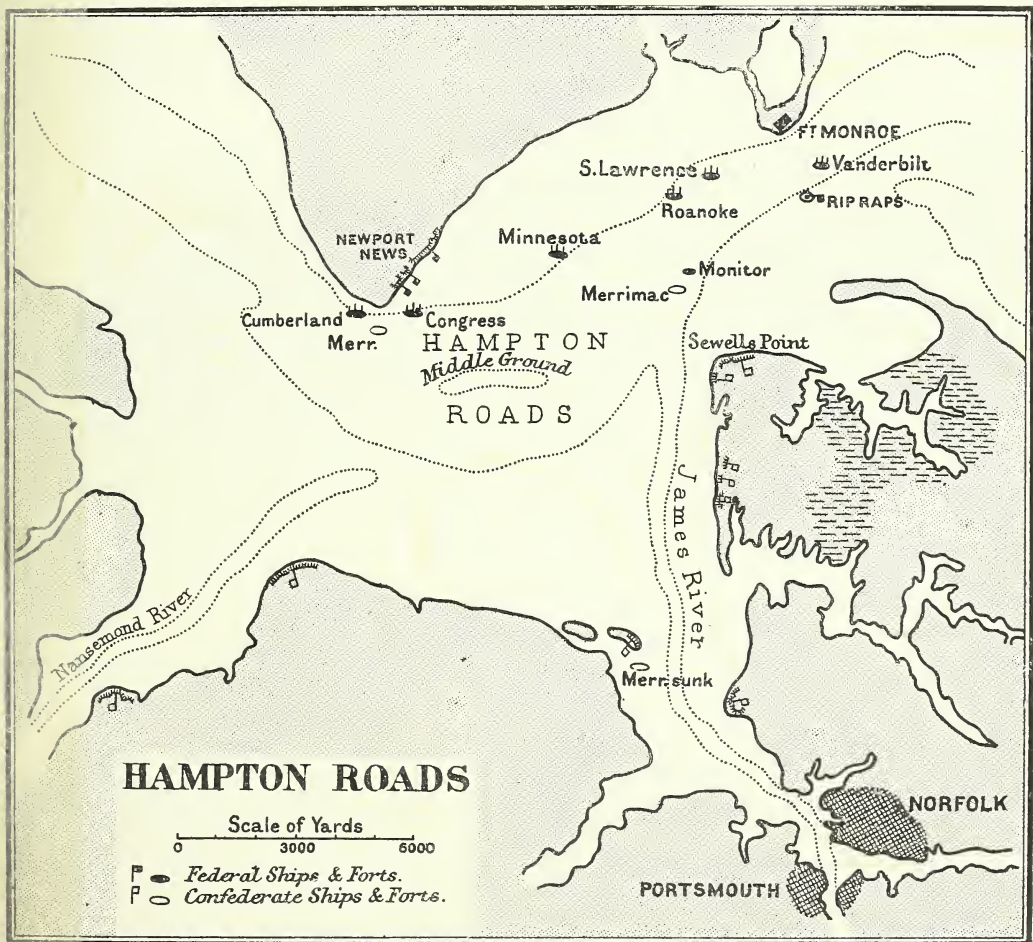 FT MONROE
S. Lawrence
Vanderbilt
Roanoke
RIP RAPS
NEWPORT
NEWS
Minnesota
Monitor
Merrimac
Cumberland
Congress
Merr.
HAMPTON
Middle Ground
ROADS
Sewells Point
James River
Nansemond River
Merr. sunk
HAMPTON ROADS
Scale of Yards
0 3000 6000
Federal Ships & Forts.
Confederate Ships & Forts.
NORFOLK
PORTSMOUTH